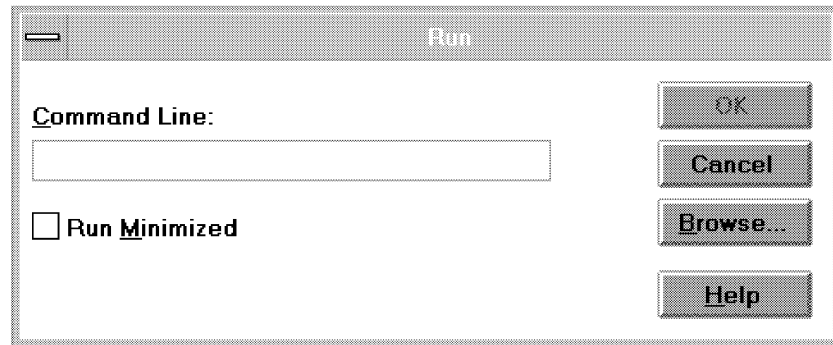 Run
Command Line:
OK
Cancel
Run Minimized
Browse...
Help